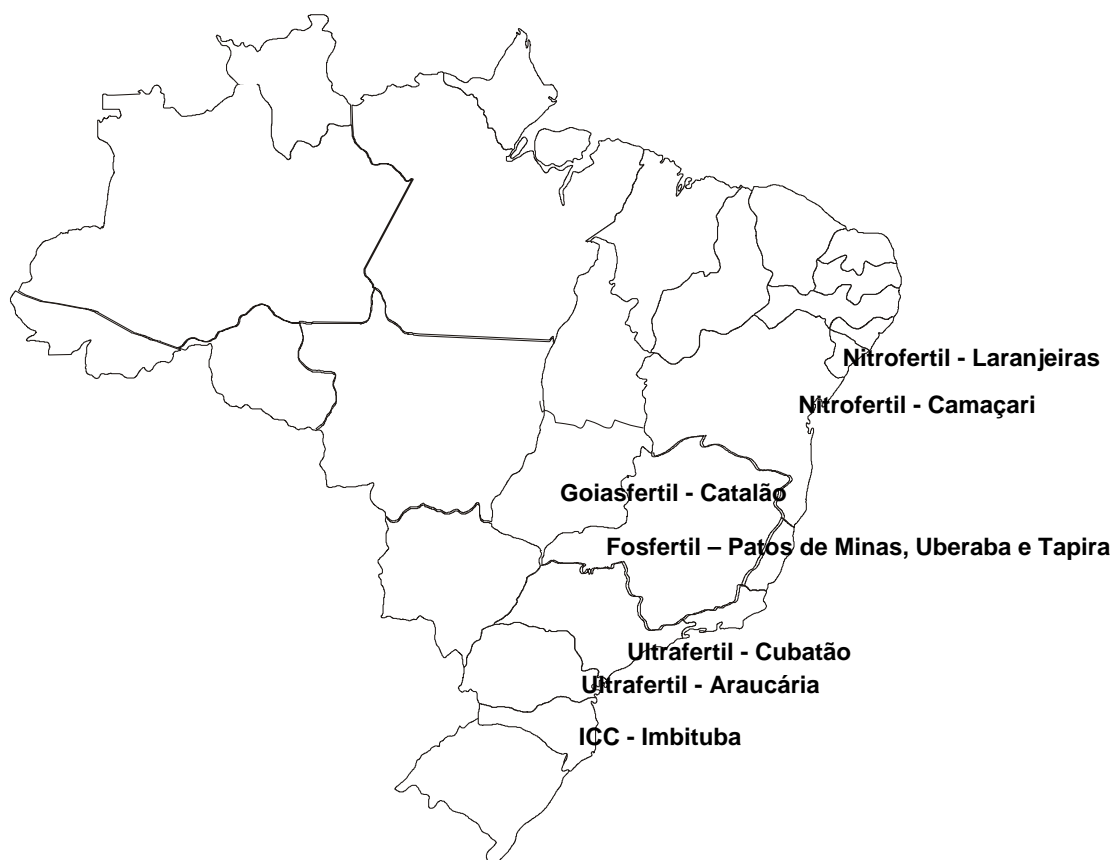 Nitrofertil - Laranjeiras
Nitrofertil - Camaçari
Goiasfertil - Catalão
Fosfertil – Patos de Minas, Uberaba e Tapira
Ultrafertil - Cubatão
Ultrafertil - Araucária
ICC - Imbituba